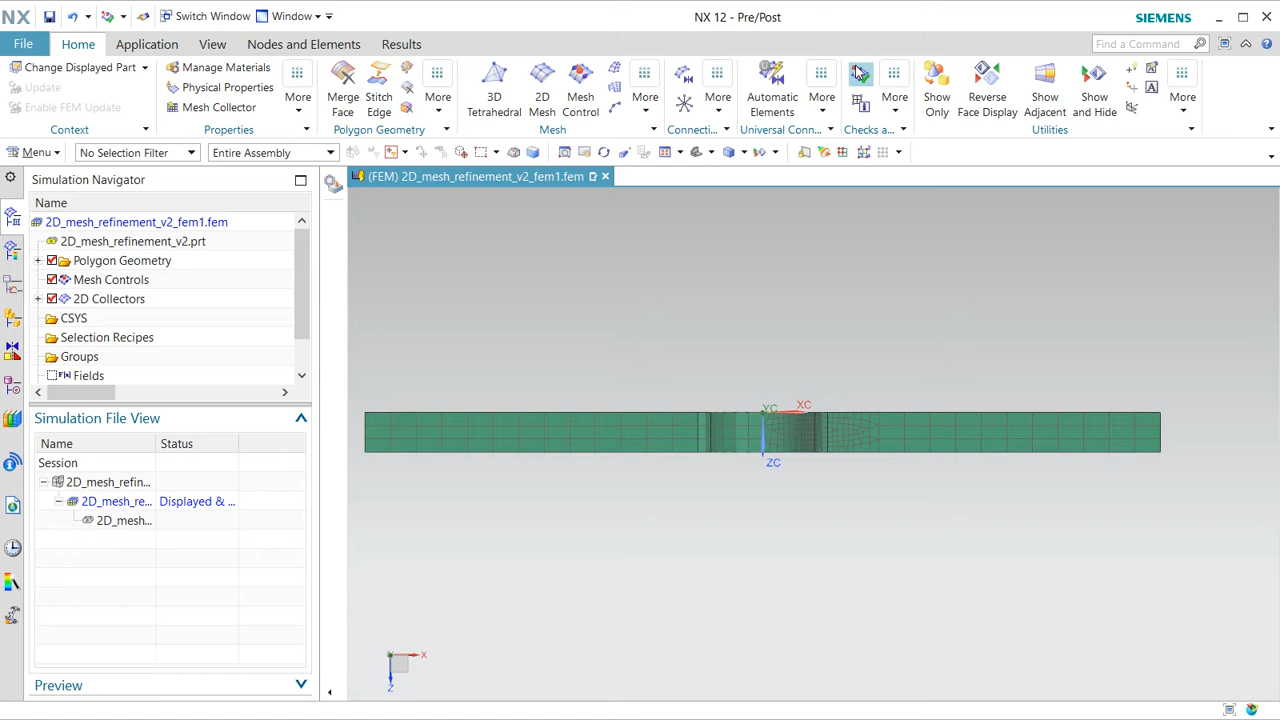 NX
Switch Window
Window
NX 12 - Pre/Post
SIEMENS
File
Home
Application
View
Nodes and Elements
Results
Find a Command
Change Displayed Part
Update
Enable FEM Update
Context
Manage Materials
Physical Properties
Mesh Collector
More
Properties
Merge Face
Stitch Edge
More
Polygon Geometry
3D Tetrahedral
2D Mesh
Mesh Control
More
Mesh
More
Connecti...
Automatic Elements
More
Universal Conn...
More
Checks a...
Show Only
Reverse Face Display
Show Adjacent
Show and Hide
More
Utilities
Menu
No Selection Filter
Entire Assembly
Simulation Navigator
(FEM) 2D_mesh_refinement_v2_fem1.fem
Name
2D_mesh_refinement_v2_fem1.fem
2D_mesh_refinement_v2.prt
Polygon Geometry
Mesh Controls
2D Collectors
CSYS
Selection Recipes
Groups
Fields
Simulation File View
Name
Status
Session
2D_mesh_refin...
2D_mesh_re...
Displayed & ...
2D_mesh...
Preview
YC
XC
ZC
X
Z